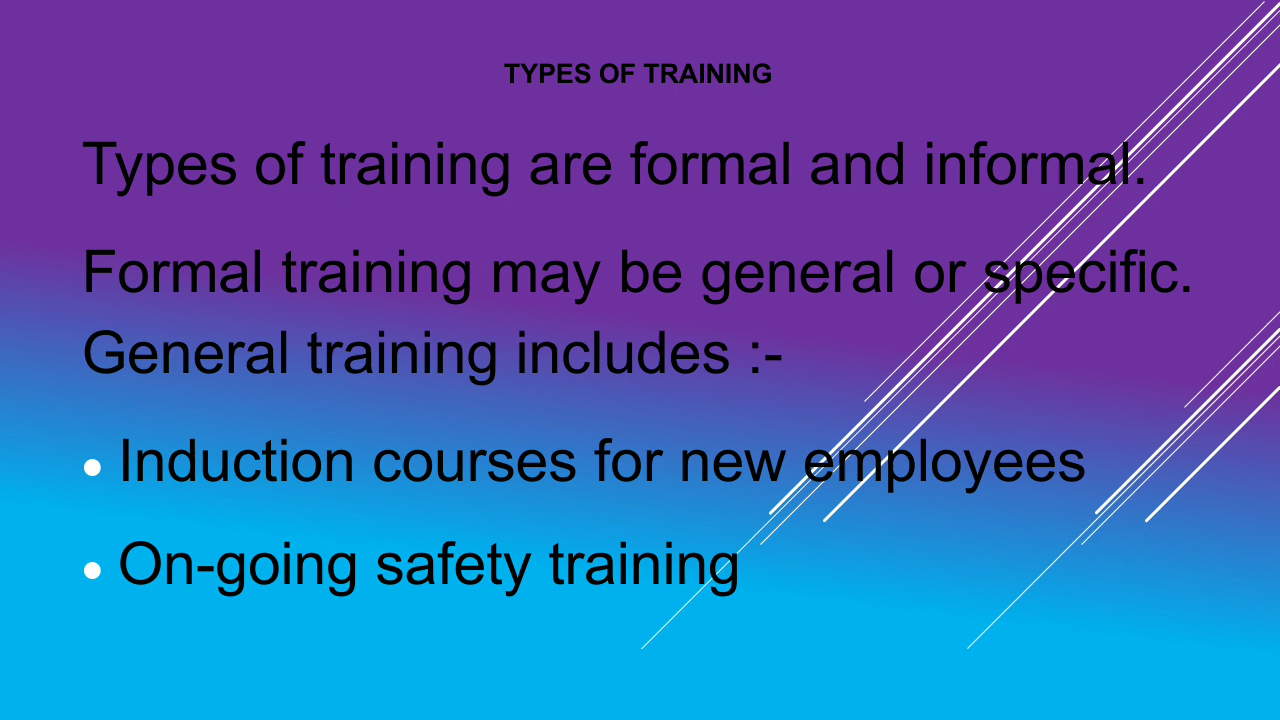 TYPES OF TRAINING
Types of training are formal and informal.
Formal training may be general or specific.
General training includes :-
• Induction courses for new employees
• On-going safety training